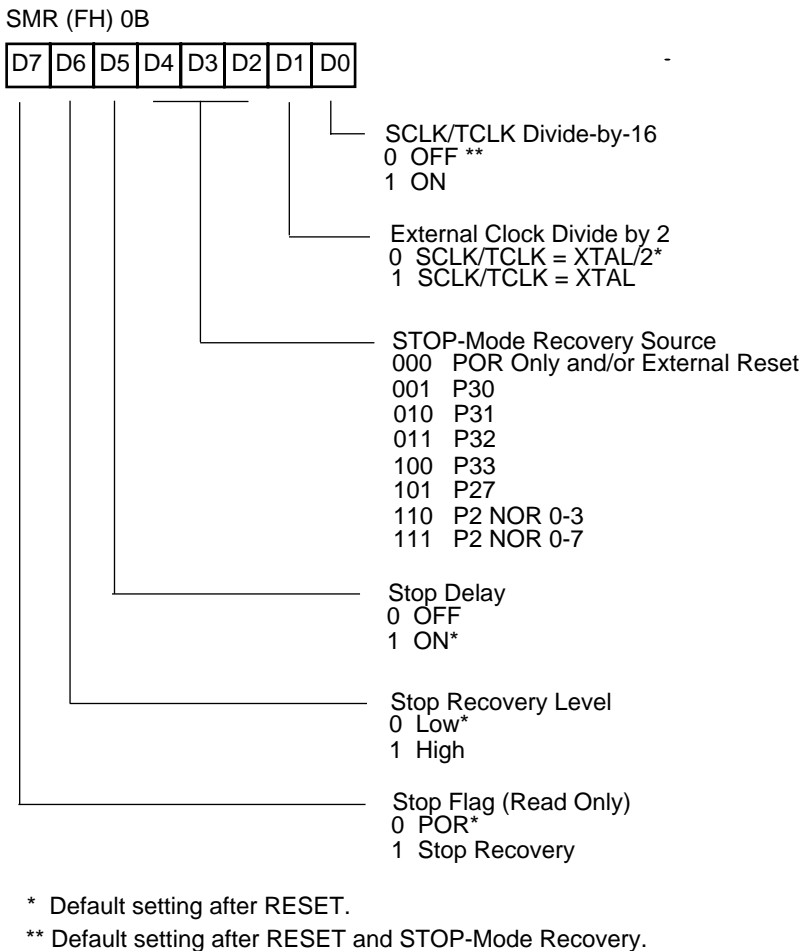 SMR (FH) 0B
D7 D6 D5 D4 D3 D2 D1 D0
-
SCLK/TCLK Divide-by-16
0 OFF **
1 ON
External Clock Divide by 2
0 SCLK/TCLK = XTAL/2*
1 SCLK/TCLK = XTAL
STOP-Mode Recovery Source
000 POR Only and/or External Reset
001 P30
010 P31
011 P32
100 P33
101 P27
110 P2 NOR 0-3
111 P2 NOR 0-7
Stop Delay
0 OFF
1 ON*
Stop Recovery Level
0 Low*
1 High
Stop Flag (Read Only)
0 POR*
1 Stop Recovery
* Default setting after RESET.
** Default setting after RESET and STOP-Mode Recovery.